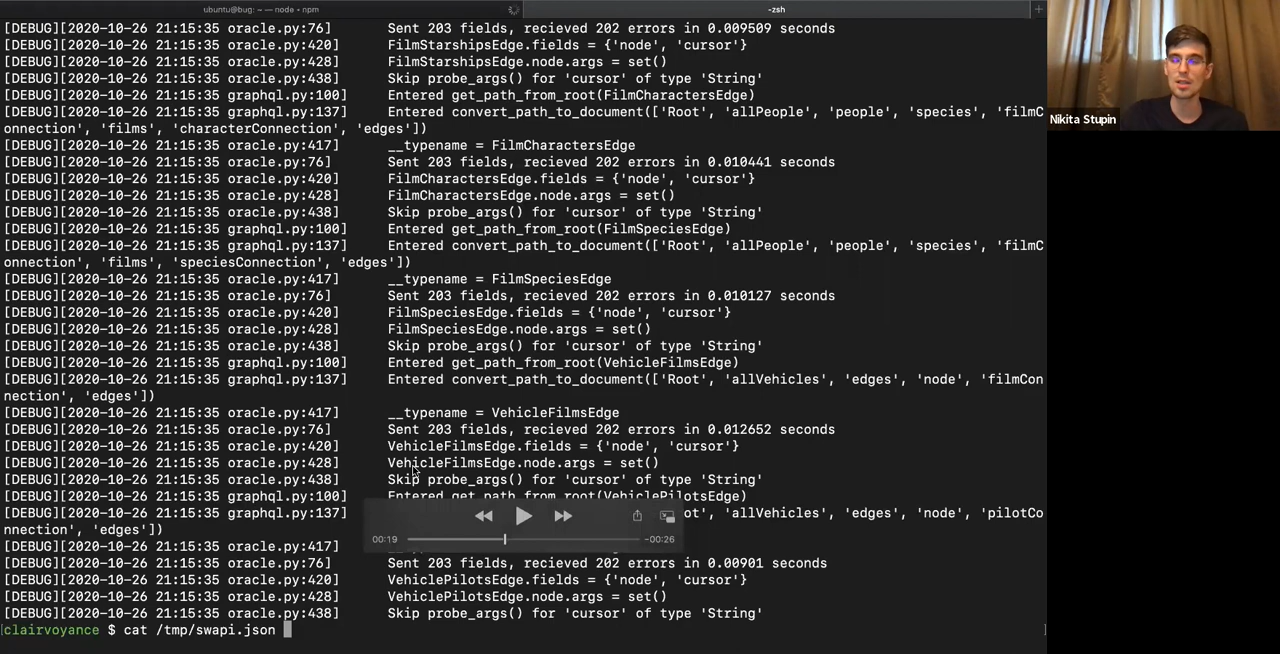 ubuntu@bug: ~ — node • npm
-zsh
[DEBUG][2020-10-26 21:15:35 oracle.py:76] Sent 203 fields, recieved 202 errors in 0.009509 seconds
[DEBUG][2020-10-26 21:15:35 oracle.py:420] FilmStarshipsEdge.fields = {'node', 'cursor'}
[DEBUG][2020-10-26 21:15:35 oracle.py:428] FilmStarshipsEdge.node.args = set()
[DEBUG][2020-10-26 21:15:35 oracle.py:438] Skip probe_args() for 'cursor' of type 'String'
[DEBUG][2020-10-26 21:15:35 graphql.py:100] Entered get_path_from_root(FilmCharactersEdge)
[DEBUG][2020-10-26 21:15:35 graphql.py:137] Entered convert_path_to_document(['Root', 'allPeople', 'people', 'species', 'filmC
onnection', 'films', 'characterConnection', 'edges'])
[DEBUG][2020-10-26 21:15:35 oracle.py:417] __typename = FilmCharactersEdge
[DEBUG][2020-10-26 21:15:35 oracle.py:76] Sent 203 fields, recieved 202 errors in 0.010441 seconds
[DEBUG][2020-10-26 21:15:35 oracle.py:420] FilmCharactersEdge.fields = {'node', 'cursor'}
[DEBUG][2020-10-26 21:15:35 oracle.py:428] FilmCharactersEdge.node.args = set()
[DEBUG][2020-10-26 21:15:35 oracle.py:438] Skip probe_args() for 'cursor' of type 'String'
[DEBUG][2020-10-26 21:15:35 graphql.py:100] Entered get_path_from_root(FilmSpeciesEdge)
[DEBUG][2020-10-26 21:15:35 graphql.py:137] Entered convert_path_to_document(['Root', 'allPeople', 'people', 'species', 'filmC
onnection', 'films', 'speciesConnection', 'edges'])
[DEBUG][2020-10-26 21:15:35 oracle.py:417] __typename = FilmSpeciesEdge
[DEBUG][2020-10-26 21:15:35 oracle.py:76] Sent 203 fields, recieved 202 errors in 0.010127 seconds
[DEBUG][2020-10-26 21:15:35 oracle.py:420] FilmSpeciesEdge.fields = {'node', 'cursor'}
[DEBUG][2020-10-26 21:15:35 oracle.py:428] FilmSpeciesEdge.node.args = set()
[DEBUG][2020-10-26 21:15:35 oracle.py:438] Skip probe_args() for 'cursor' of type 'String'
[DEBUG][2020-10-26 21:15:35 graphql.py:100] Entered get_path_from_root(VehicleFilmsEdge)
[DEBUG][2020-10-26 21:15:35 graphql.py:137] Entered convert_path_to_document(['Root', 'allVehicles', 'edges', 'node', 'filmCon
nection', 'edges'])
[DEBUG][2020-10-26 21:15:35 oracle.py:417] __typename = VehicleFilmsEdge
[DEBUG][2020-10-26 21:15:35 oracle.py:76] Sent 203 fields, recieved 202 errors in 0.012652 seconds
[DEBUG][2020-10-26 21:15:35 oracle.py:420] VehicleFilmsEdge.fields = {'node', 'cursor'}
[DEBUG][2020-10-26 21:15:35 oracle.py:428] VehicleFilmsEdge.node.args = set()
[DEBUG][2020-10-26 21:15:35 oracle.py:438] Skip probe_args() for 'cursor' of type 'String'
[DEBUG][2020-10-26 21:15:35 graphql.py:100] Entered get_path_from_root(VehiclePilotsEdge)
[DEBUG][2020-10-26 21:15:35 graphql.py:137] ot', 'allVehicles', 'edges', 'node', 'pilotCo
nnection', 'edges'])
00:19
-00:26
[DEBUG][2020-10-26 21:15:35 oracle.py:417]
[DEBUG][2020-10-26 21:15:35 oracle.py:76] Sent 203 fields, recieved 202 errors in 0.00901 seconds
[DEBUG][2020-10-26 21:15:35 oracle.py:420] VehiclePilotsEdge.fields = {'node', 'cursor'}
[DEBUG][2020-10-26 21:15:35 oracle.py:428] VehiclePilotsEdge.node.args = set()
[DEBUG][2020-10-26 21:15:35 oracle.py:438] Skip probe_args() for 'cursor' of type 'String'
[clairvoyance $ cat /tmp/swapi.json ]
Nikita Stupin